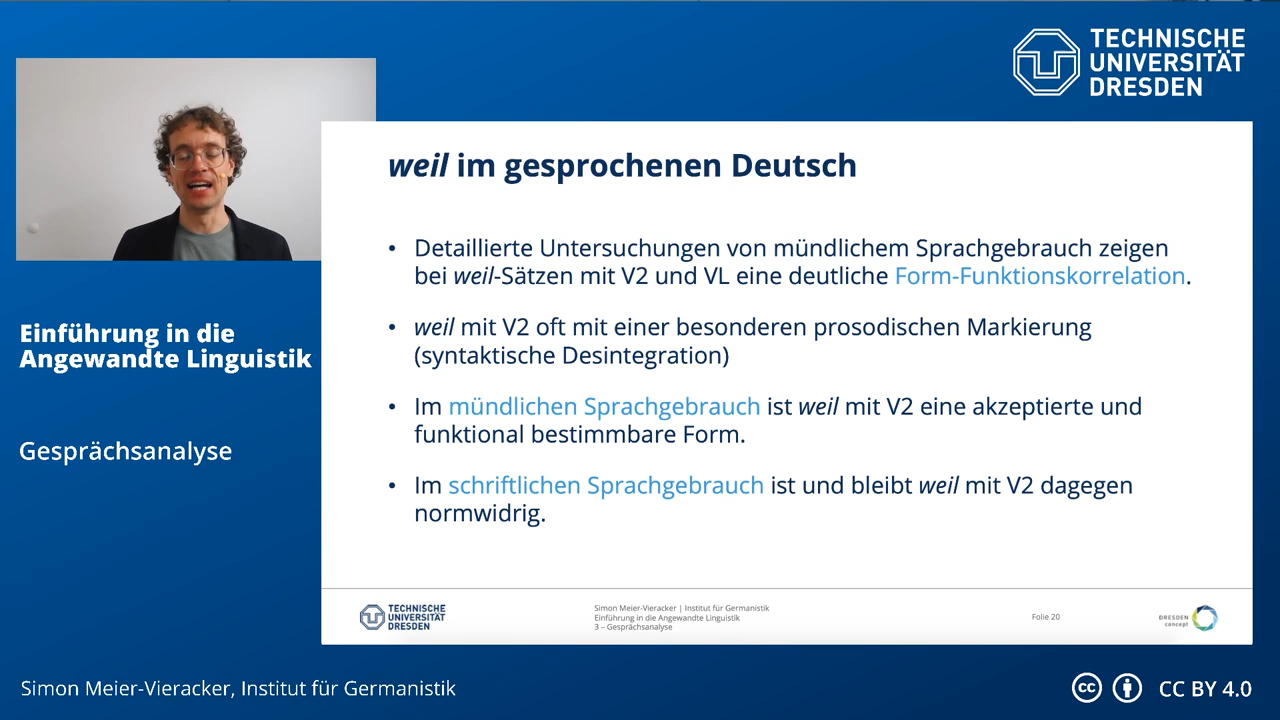 TECHNISCHE
UNIVERSITÄT
DRESDEN
weil im gesprochenen Deutsch
• Detaillierte Untersuchungen von mündlichem Sprachgebrauch zeigen
bei weil-Sätzen mit V2 und VL eine deutliche Form-Funktionskorrelation.
• weil mit V2 oft mit einer besonderen prosodischen Markierung
(syntaktische Desintegration)
• Im mündlichen Sprachgebrauch ist weil mit V2 eine akzeptierte und
funktional bestimmbare Form.
• Im schriftlichen Sprachgebrauch ist und bleibt weil mit V2 dagegen
normwidrig.
Einführung in die
Angewandte Linguistik
Gesprächsanalyse
TECHNISCHE
UNIVERSITÄT
DRESDEN
Simon Meier-Vieracker | Institut für Germanistik
Einführung in die Angewandte Linguistik
3 – Gesprächsanalyse
Folie 20
DRESDEN
concept
Simon Meier-Vieracker, Institut für Germanistik
cc
CC BY 4.0